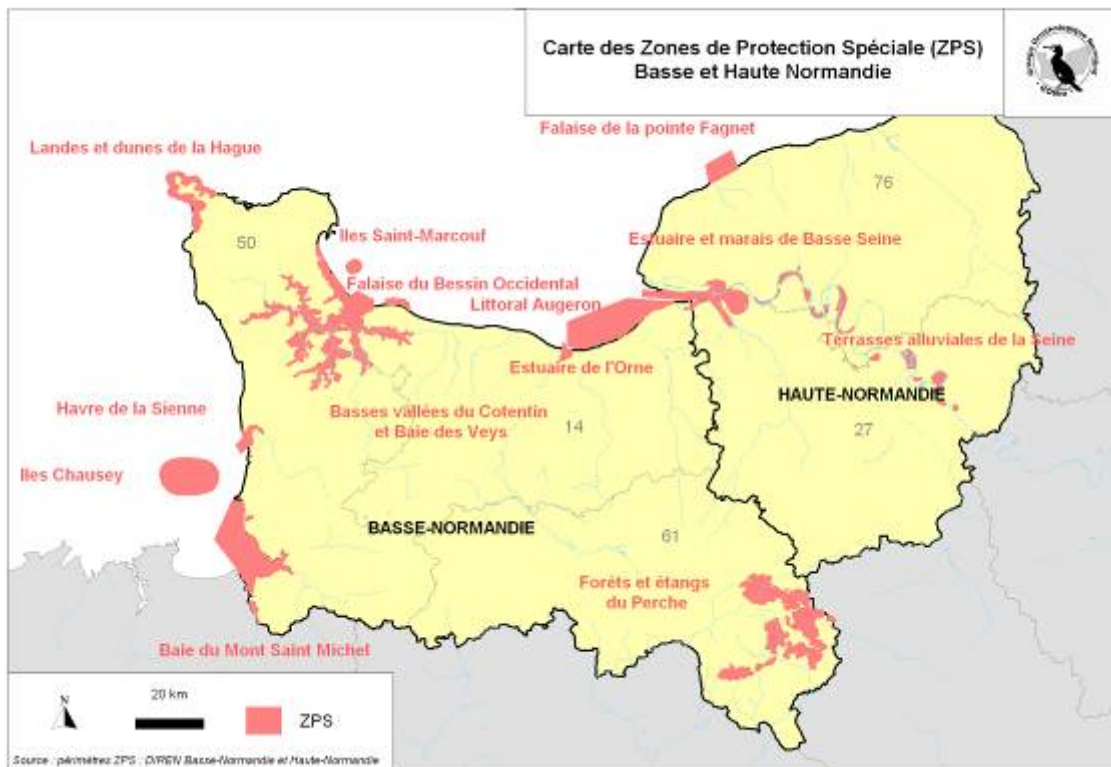 Carte des Zones de Protection Spéciale (ZPS)
Basse et Haute Normandie
Falaise de la pointe Fagnet
Landes et dunes de la Hague
76
50
Iles Saint-Marcouf
Estuaire et marais de Basse Seine
Falaise du Bessin Occidental
Littoral Augeron
Terrasses alluviales de la Seine
Estuaire de l'Orne
HAUTE-NORMANDIE
Havre de la Sienne
Basses vallées du Cotentin
et Baie des Veys
14
27
Iles Chausey
BASSE-NORMANDIE
61
Forêts et étangs
du Perche
Baie du Mont Saint Michel
N
20 km
ZPS
Source : périmètres ZPS : DIREN Basse-Normandie et Haute-Normandie